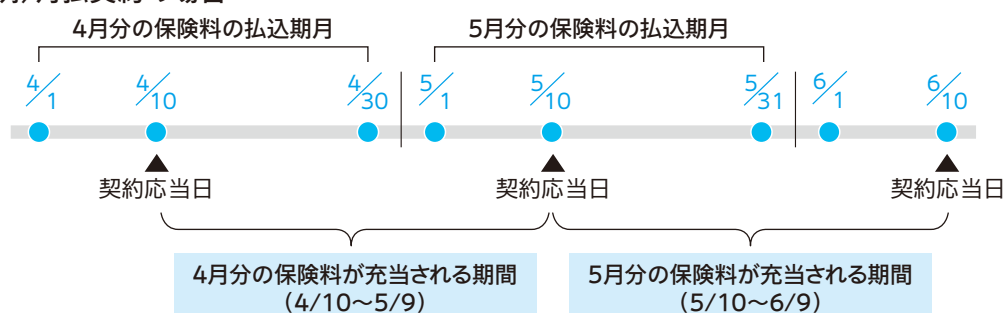 4月分の保険料の払込期月 5月分の保険料の払込期月
4/1 4/10 4/30 5/1 5/10 5/31 6/1 6/10
契約応当日 契約応当日 契約応当日
4月分の保険料が充当される期間
(4/10~5/9)
5月分の保険料が充当される期間
(5/10~6/9)